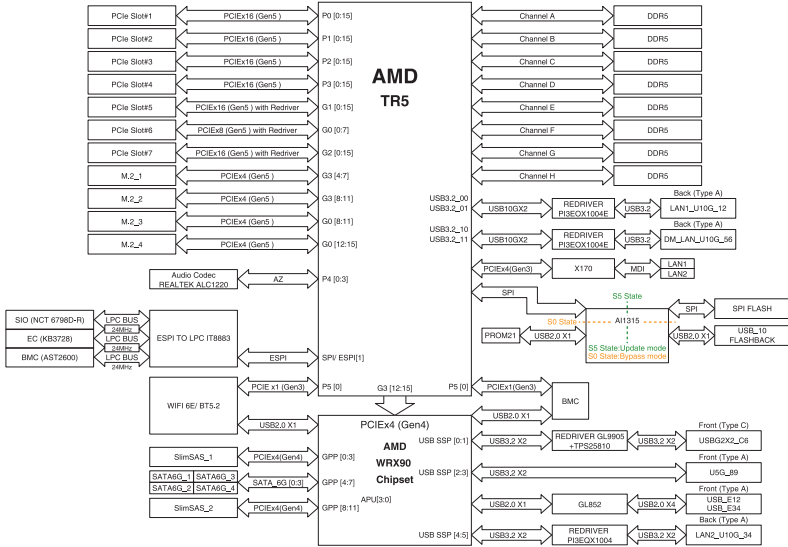 PCIe Slot#1 PCIEx16 (Gen5 ) P0 [0:15] Channel A DDR5
PCIe Slot#2 PCIEx16 (Gen5 ) P1 [0:15] Channel B DDR5
PCIe Slot#3 PCIEx16 (Gen5 ) P2 [0:15] Channel C DDR5
PCIe Slot#4 PCIEx16 (Gen5 ) P3 [0:15] Channel D DDR5
AMD
TR5
PCIe Slot#5 PCIEx16 (Gen5 ) with Redriver G1 [0:15] Channel E DDR5
PCIe Slot#6 PCIEx8 (Gen5 ) with Redriver G0 [0:7] Channel F DDR5
PCIe Slot#7 PCIEx16 (Gen5 ) with Redriver G2 [0:15] Channel G DDR5
M.2_1 PCIEx4 (Gen5 ) G3 [4:7] Channel H DDR5
M.2_2 PCIEx4 (Gen5 ) G3 [8:11]
M.2_3 PCIEx4 (Gen5 ) G0 [8:11]
M.2_4 PCIEx4 (Gen5 ) G0 [12:15]
USB3.2_00
USB3.2_01
USB10GX2
REDRIVER
PI3EOX1004E
USB3.2
Back (Type A)
LAN1_U10G_12
USB3.2_10
USB3.2_11
USB10GX2
REDRIVER
PI3EOX1004E
USB3.2
Back (Type A)
DM_LAN_U10G_56
Audio Codec
REALTEK ALC1220
AZ
P4 [0:3]
PCIEx4(Gen3)
X170
MDI
LAN1
LAN2
SPI
S5 State
AI1315
SPI
SPI FLASH
S0 State
PROM21
USB2.0 X1
S5 State:Update mode
S0 State:Bypass mode
USB2.0 X1
USB_10
FLASHBACK
SIO (NCT 6798D-R)
LPC BUS
24MHz
EC (KB3728)
LPC BUS
24MHz
BMC (AST2600)
LPC BUS
24MHz
ESPI TO LPC IT8883
ESPI
SPI/ ESPI[1]
WIFI 6E/ BT5.2
PCIE x1 (Gen3)
P5 [0]
G3 [12:15]
P5 [0]
PCIEx1(Gen3)
BMC
USB2.0 X1
USB2.0 X1
PCIEx4 (Gen4)
AMD
WRX90
Chipset
USB SSP [0:1]
USB3.2 X2
REDRIVER GL9905
+TPS25810
USB3.2 X2
Front (Type C)
USBG2X2_C6
SlimSAS_1
PCIEx4(Gen4)
GPP [0:3]
USB SSP [2:3]
USB3.2 X2
Front (Type A)
U5G_89
SATA6G_1 SATA6G_3
SATA6G_2 SATA6G_4
SATA_6G [0:3]
GPP [4:7]
APU[3:0]
USB2.0 X1
GL852
USB2.0 X4
Front (Type A)
USB_E12
USB_E34
SlimSAS_2
PCIEx4(Gen4)
GPP [8:11]
USB SSP [4:5]
USB3.2 X2
REDRIVER
PI3EQX1004
USB3.2 X2
Back (Type A)
LAN2_U10G_34